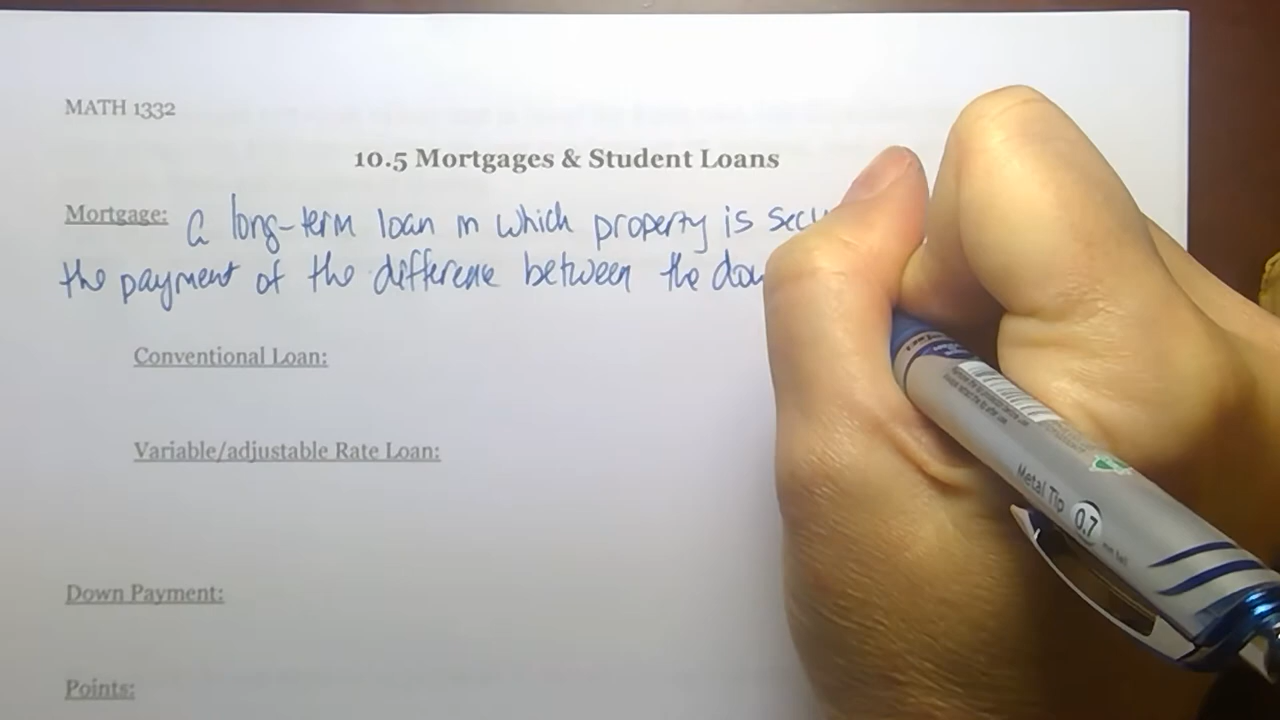 MATH 1332
10.5 Mortgages & Student Loans
Mortgage: a long-term loan in which property is
the payment of the difference between the
Conventional Loan:
Variable/adjustable Rate Loan:
Metal Tip 0.7
Down Payment:
Points: